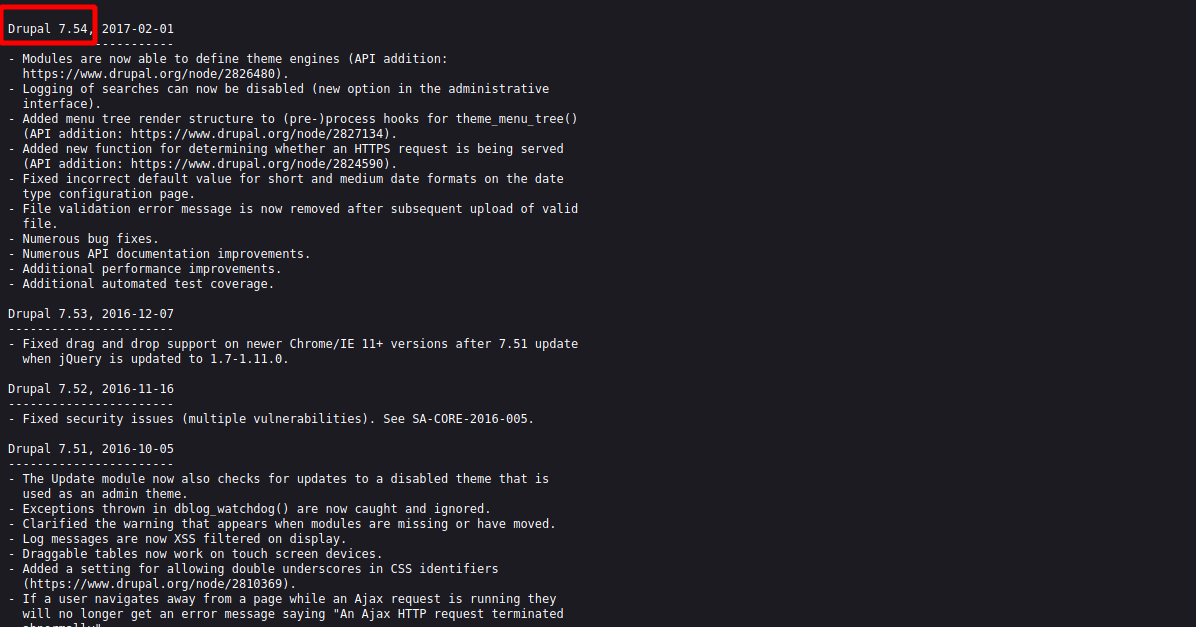 Drupal 7.54, 2017-02-01
-----------------------
- Modules are now able to define theme engines (API addition:
  https://www.drupal.org/node/2826480).
- Logging of searches can now be disabled (new option in the administrative
  interface).
- Added menu tree render structure to (pre-)process hooks for theme_menu_tree()
  (API addition: https://www.drupal.org/node/2827134).
- Added new function for determining whether an HTTPS request is being served
  (API addition: https://www.drupal.org/node/2824590).
- Fixed incorrect default value for short and medium date formats on the date
  type configuration page.
- File validation error message is now removed after subsequent upload of valid
  file.
- Numerous bug fixes.
- Numerous API documentation improvements.
- Additional performance improvements.
- Additional automated test coverage.

Drupal 7.53, 2016-12-07
-----------------------
- Fixed drag and drop support on newer Chrome/IE 11+ versions after 7.51 update
  when jQuery is updated to 1.7-1.11.0.

Drupal 7.52, 2016-11-16
-----------------------
- Fixed security issues (multiple vulnerabilities). See SA-CORE-2016-005.

Drupal 7.51, 2016-10-05
-----------------------
- The Update module now also checks for updates to a disabled theme that is
  used as an admin theme.
- Exceptions thrown in dblog_watchdog() are now caught and ignored.
- Clarified the warning that appears when modules are missing or have moved.
- Log messages are now XSS filtered on display.
- Draggable tables now work on touch screen devices.
- Added a setting for allowing double underscores in CSS identifiers
  (https://www.drupal.org/node/2810369).
- If a user navigates away from a page while an Ajax request is running they
  will no longer get an error message saying "An Ajax HTTP request terminated
  abnormally"